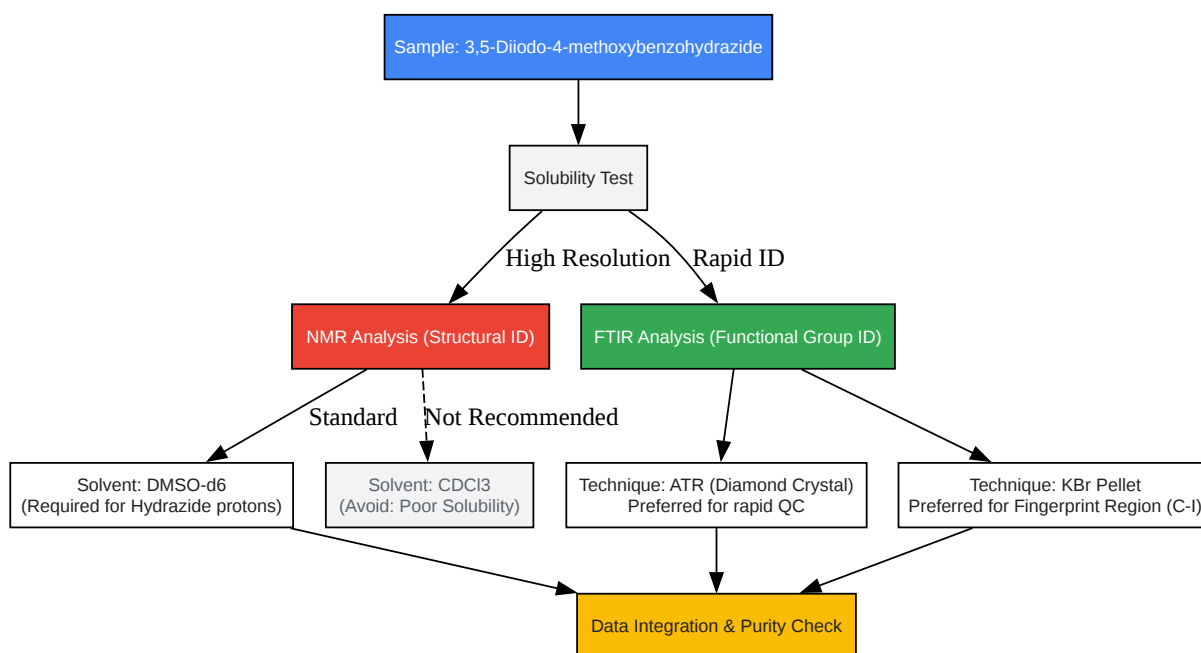 Sample: 3,5-Diiodo-4-methoxybenzohydrazide
Solubility Test
High Resolution
Rapid ID
NMR Analysis (Structural ID)
FTIR Analysis (Functional Group ID)
Standard
Not Recommended
Solvent: DMSO-d6
(Required for Hydrazide protons)
Solvent: CDCl3
(Avoid: Poor Solubility)
Technique: ATR (Diamond Crystal)
Preferred for rapid QC
Technique: KBr Pellet
Preferred for Fingerprint Region (C-I)
Data Integration & Purity Check